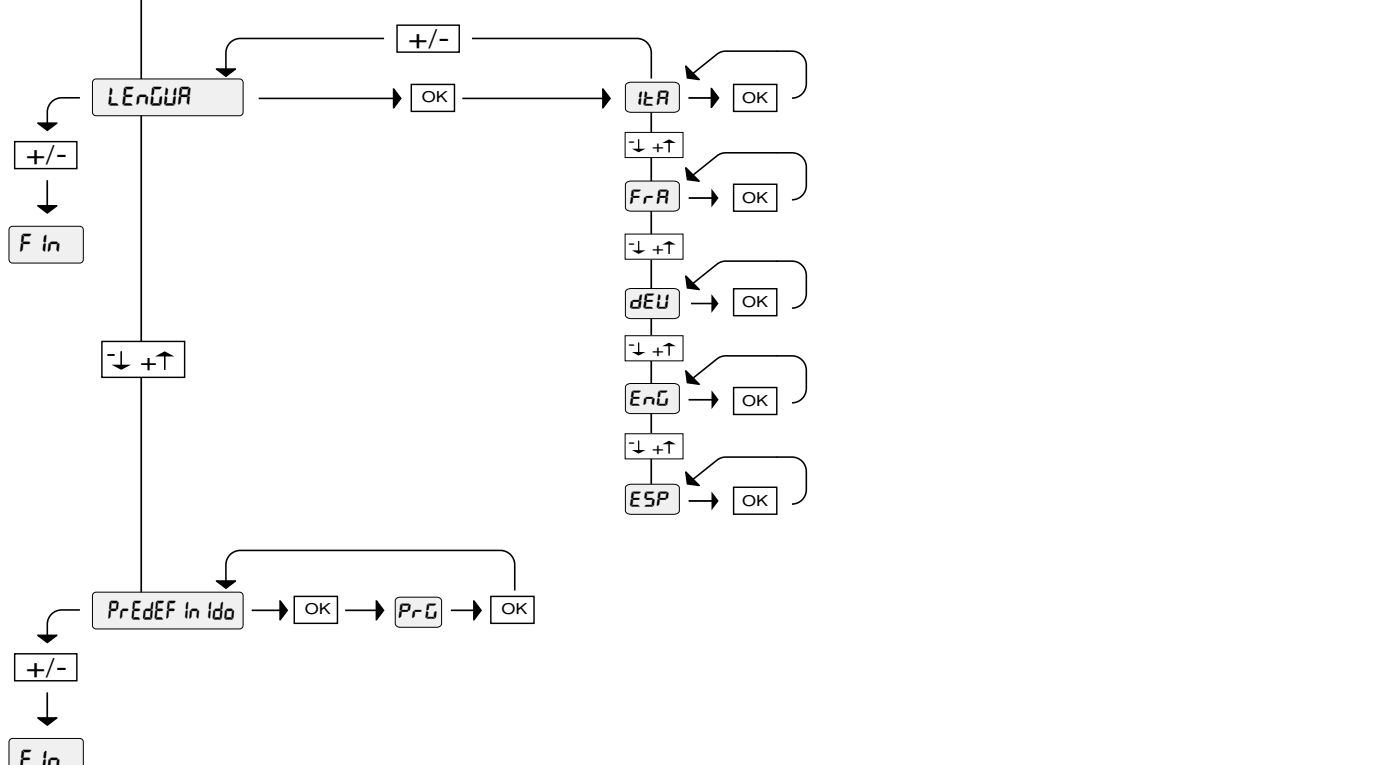 +/-
LEnGUA
OK
ItA
OK
+/-
-↓ +↑
FrA
OK
F In
-↓ +↑
dEU
OK
-↓ +↑
-↓ +↑
EnG
OK
-↓ +↑
ESP
OK
PrEdEF In Ido
OK
PrG
OK
+/-
F In